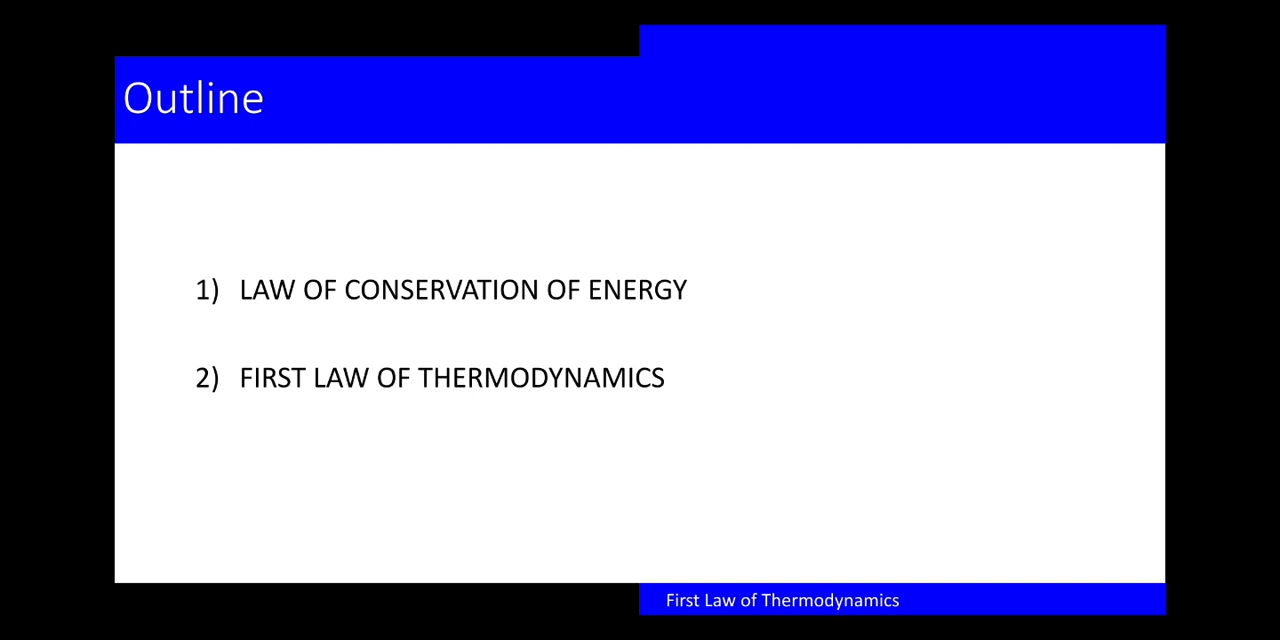 Outline
1) LAW OF CONSERVATION OF ENERGY
2) FIRST LAW OF THERMODYNAMICS
First Law of Thermodynamics